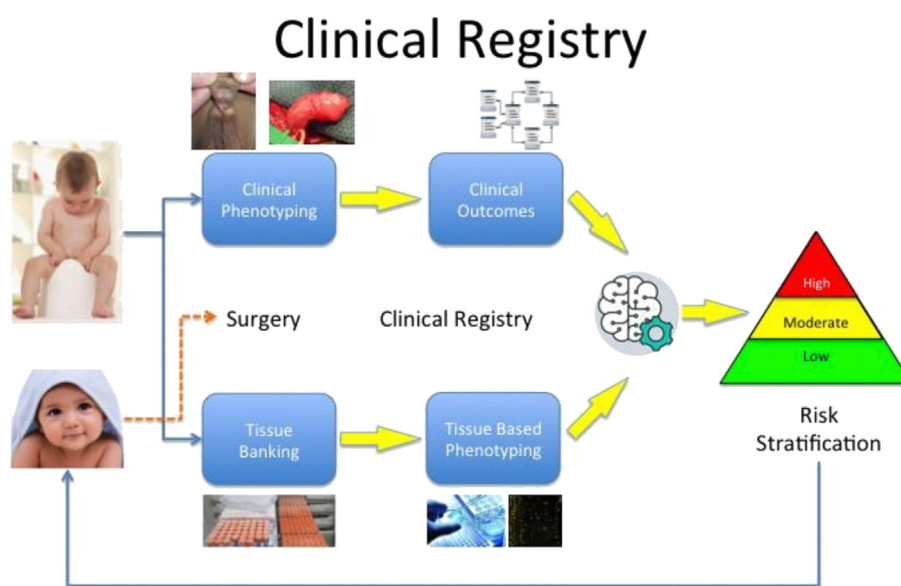 Clinical Registry
Clinical
Phenotyping
Clinical
Outcomes
High
Moderate
Low
Surgery
Clinical Registry
Tissue
Banking
Tissue Based
Phenotyping
Risk
Stratification